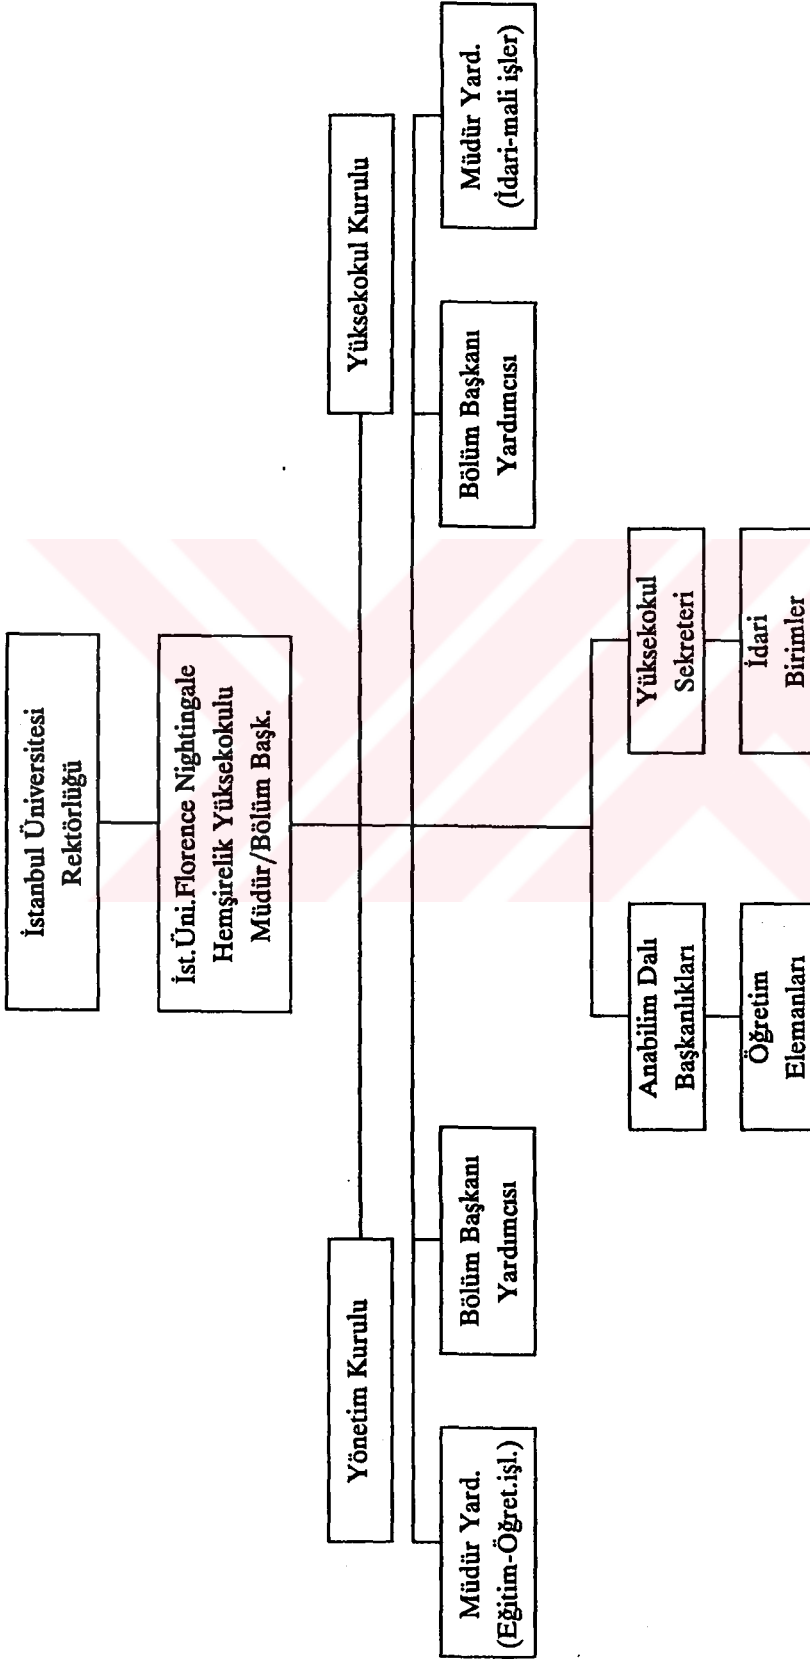 İstanbul Üniversitesi
Rektörlüğü
İst.Üni.Florence Nightingale
Hemşirelik Yüksekokulu
Müdür/Bölüm Başk.
Yönetim Kurulu
Yüksekokul Kurulu
Müdür Yard.
(Eğitim-Öğret.işl.)
Bölüm Başkanı
Yardımcısı
Bölüm Başkanı
Yardımcısı
Müdür Yard.
(İdari-mali işler)
Anabilim Dalı
Başkanlıkları
Yüksekokul
Sekreteri
Öğretim
Elemanları
İdari
Birimler